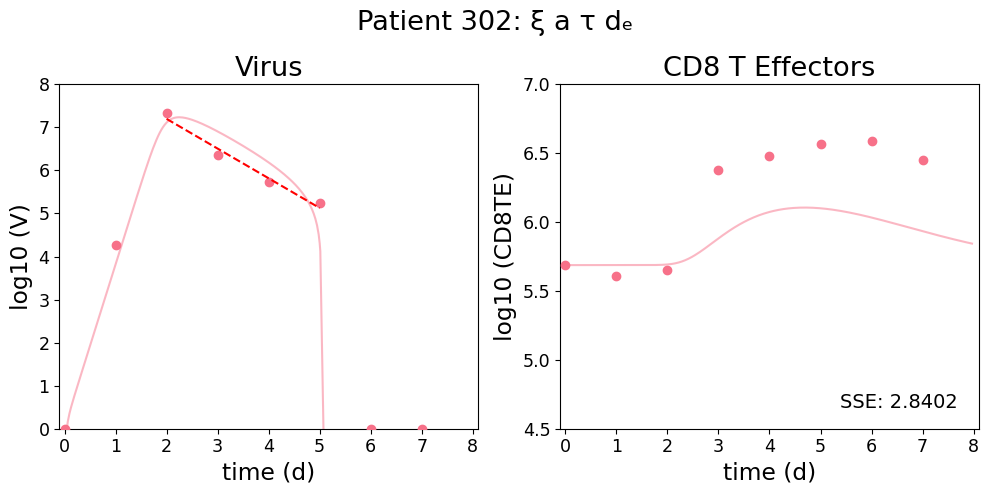 Patient 302: ξ a τ dₑ
Virus
log10 (V)
8
7
6
5
4
3
2
1
0
0 1 2 3 4 5 6 7 8
time (d)
CD8 T Effectors
log10 (CD8TE)
7.0
6.5
6.0
5.5
5.0
4.5
SSE: 2.8402
0 1 2 3 4 5 6 7 8
time (d)